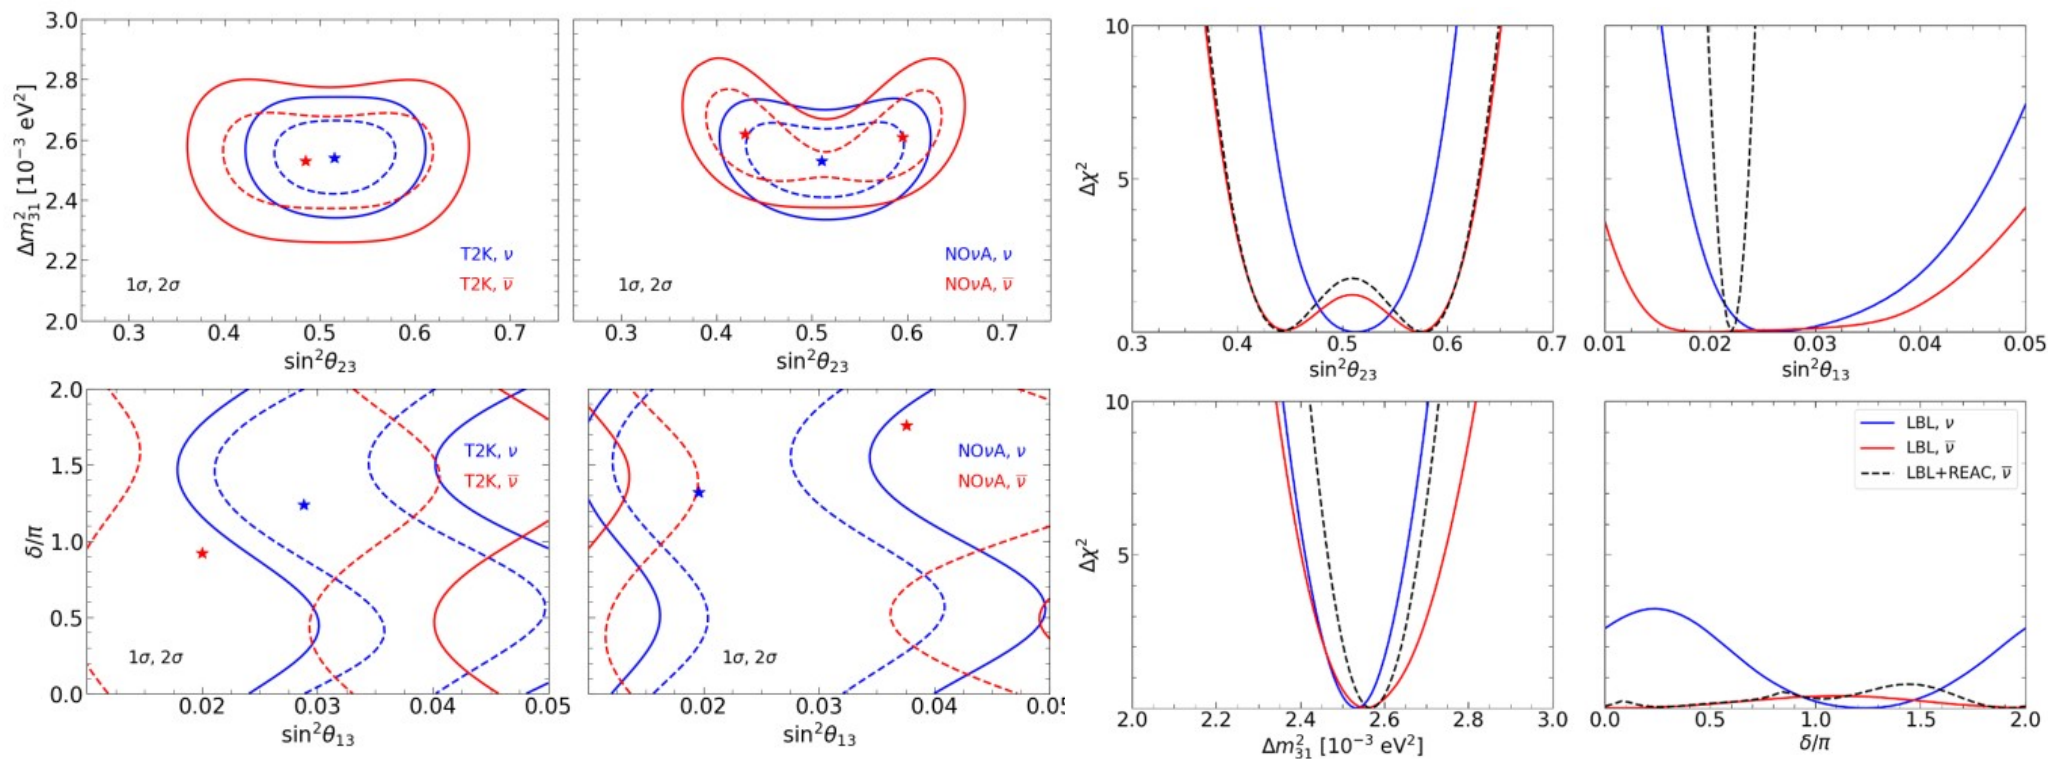 3.0
2.8
2.6
2.4
2.2
2.0
Δm²₃₁ [10⁻³ eV²]
T2K, ν
T2K, ν̅
1σ, 2σ
0.3 0.4 0.5 0.6 0.7
sin²θ₂₃
NOνA, ν
NOνA, ν̅
1σ, 2σ
0.3 0.4 0.5 0.6 0.7
sin²θ₂₃
10
5
Δχ²
0.3 0.4 0.5 0.6 0.7
sin²θ₂₃
0.01 0.02 0.03 0.04 0.05
sin²θ₁₃
2.0
1.5
1.0
0.5
0.0
δ/π
T2K, ν
T2K, ν̅
1σ, 2σ
0.02 0.03 0.04 0.05
sin²θ₁₃
NOνA, ν
NOνA, ν̅
1σ, 2σ
0.02 0.03 0.04 0.05
sin²θ₁₃
10
5
Δχ²
2.0 2.2 2.4 2.6 2.8 3.0
Δm²₃₁ [10⁻³ eV²]
LBL, ν
LBL, ν̅
LBL+REAC, ν̅
0.0 0.5 1.0 1.5 2.0
δ/π